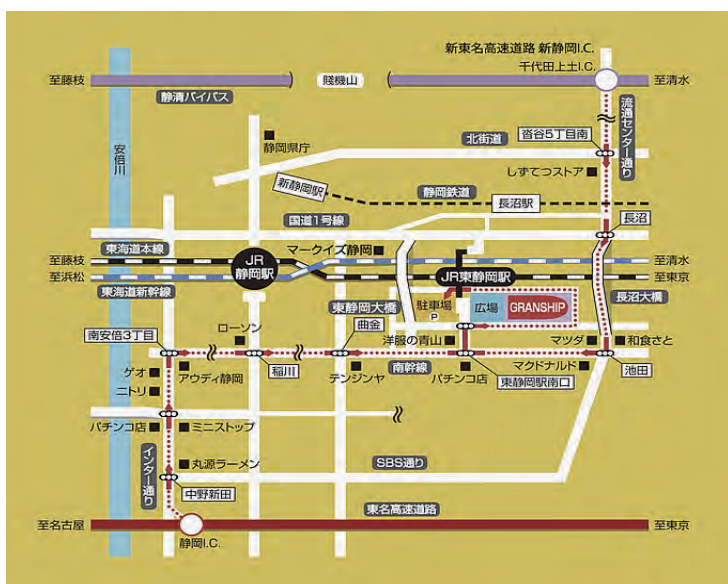 新東名高速道路 新静岡I.C.
千代田上土I.C.
至藤枝
賤機山
至清水
静清バイパス
流通センター通り
安倍川
静岡県庁
北街道
沓谷5丁目南
しずてつストア
新静岡駅
静岡鉄道
長沼駅
国道1号線
長沼
東海道本線
至藤枝
JR
静岡駅
マークイズ静岡
至清水
至浜松
JR東静岡駅
至東京
東海道新幹線
東静岡大橋
駐車場
P
広場
GRANSHIP
長沼大橋
南安倍3丁目
ローソン
曲金
洋服の青山
マツダ
和食さと
ゲオ
アウディ静岡
稲川
テンジンヤ
南幹線
パチンコ店
東静岡駅南口
マクドナルド
池田
ニトリ
パチンコ店
ミニストップ
インター通り
丸源ラーメン
SBS通り
中野新田
東名高速道路
至名古屋
至東京
静岡I.C.